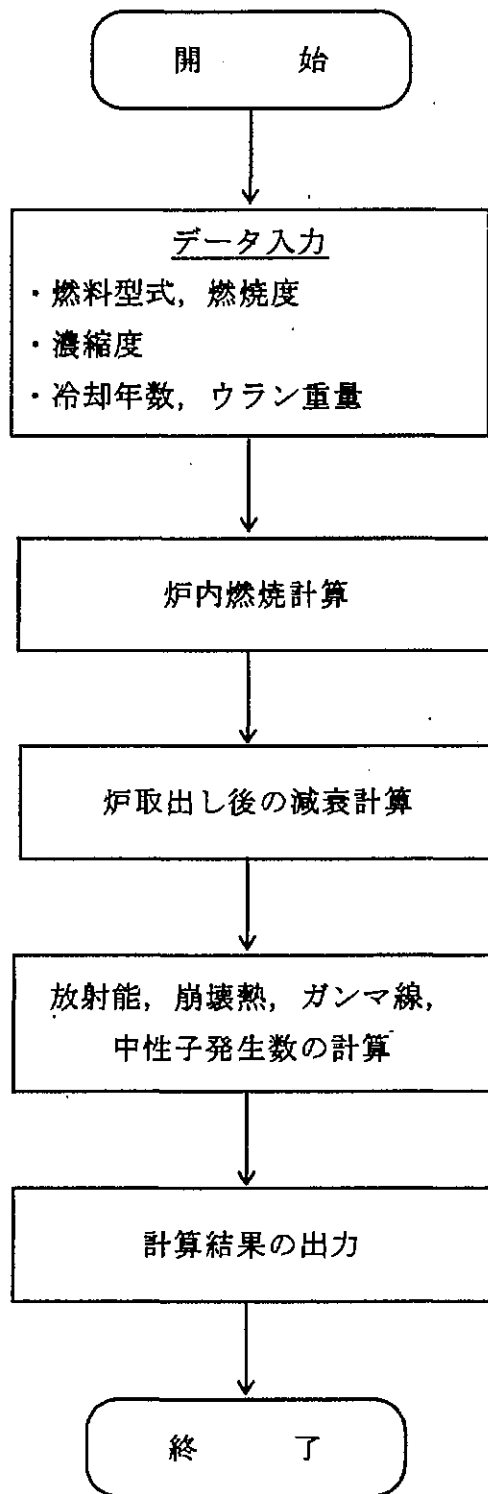 開 始
データ入力
・燃料型式，燃焼度
・濃縮度
・冷却年数，ウラン重量
炉内燃焼計算
炉取出し後の減衰計算
放射能，崩壊熱，ガンマ線，
中性子発生数の計算
計算結果の出力
終 了